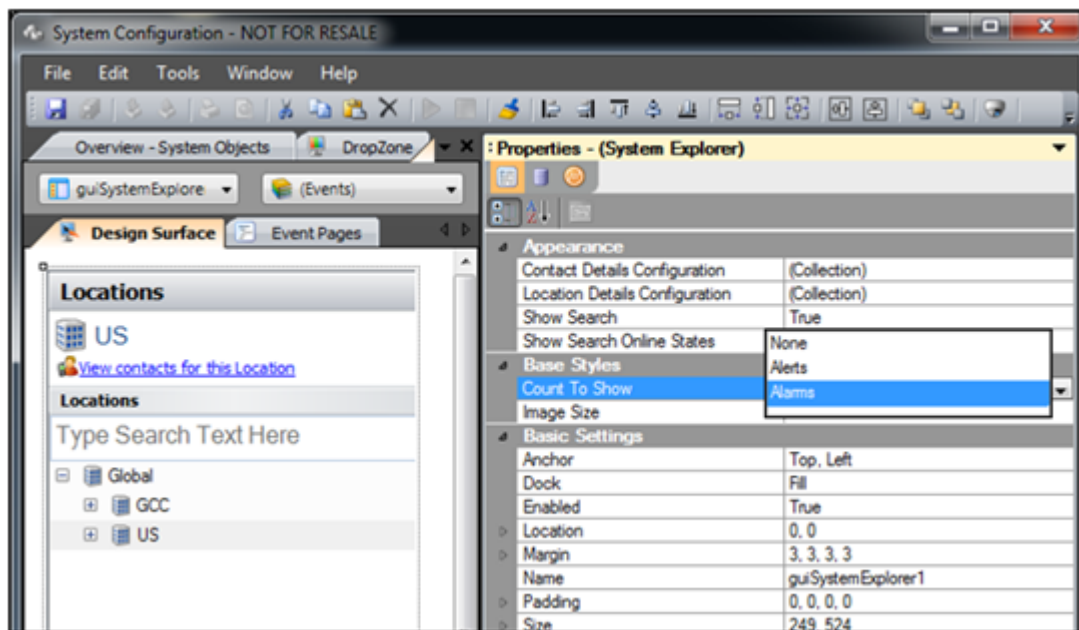 System Configuration - NOT FOR RESALE
File Edit Tools Window Help
Overview - System Objects DropZone
guiSystemExplore (Events)
Design Surface Event Pages
Locations
US
View contacts for this Location
Locations
Type Search Text Here
Global
GCC
US
Properties - (System Explorer)
Appearance
Contact Details Configuration (Collection)
Location Details Configuration (Collection)
Show Search True
Show Search Online States
None
Alerts
Base Styles
Count To Show Alarms
Image Size
Basic Settings
Anchor Top, Left
Dock Fill
Enabled True
Location 0, 0
Margin 3, 3, 3, 3
Name guiSystemExplorer1
Padding 0, 0, 0, 0
Size 249, 524